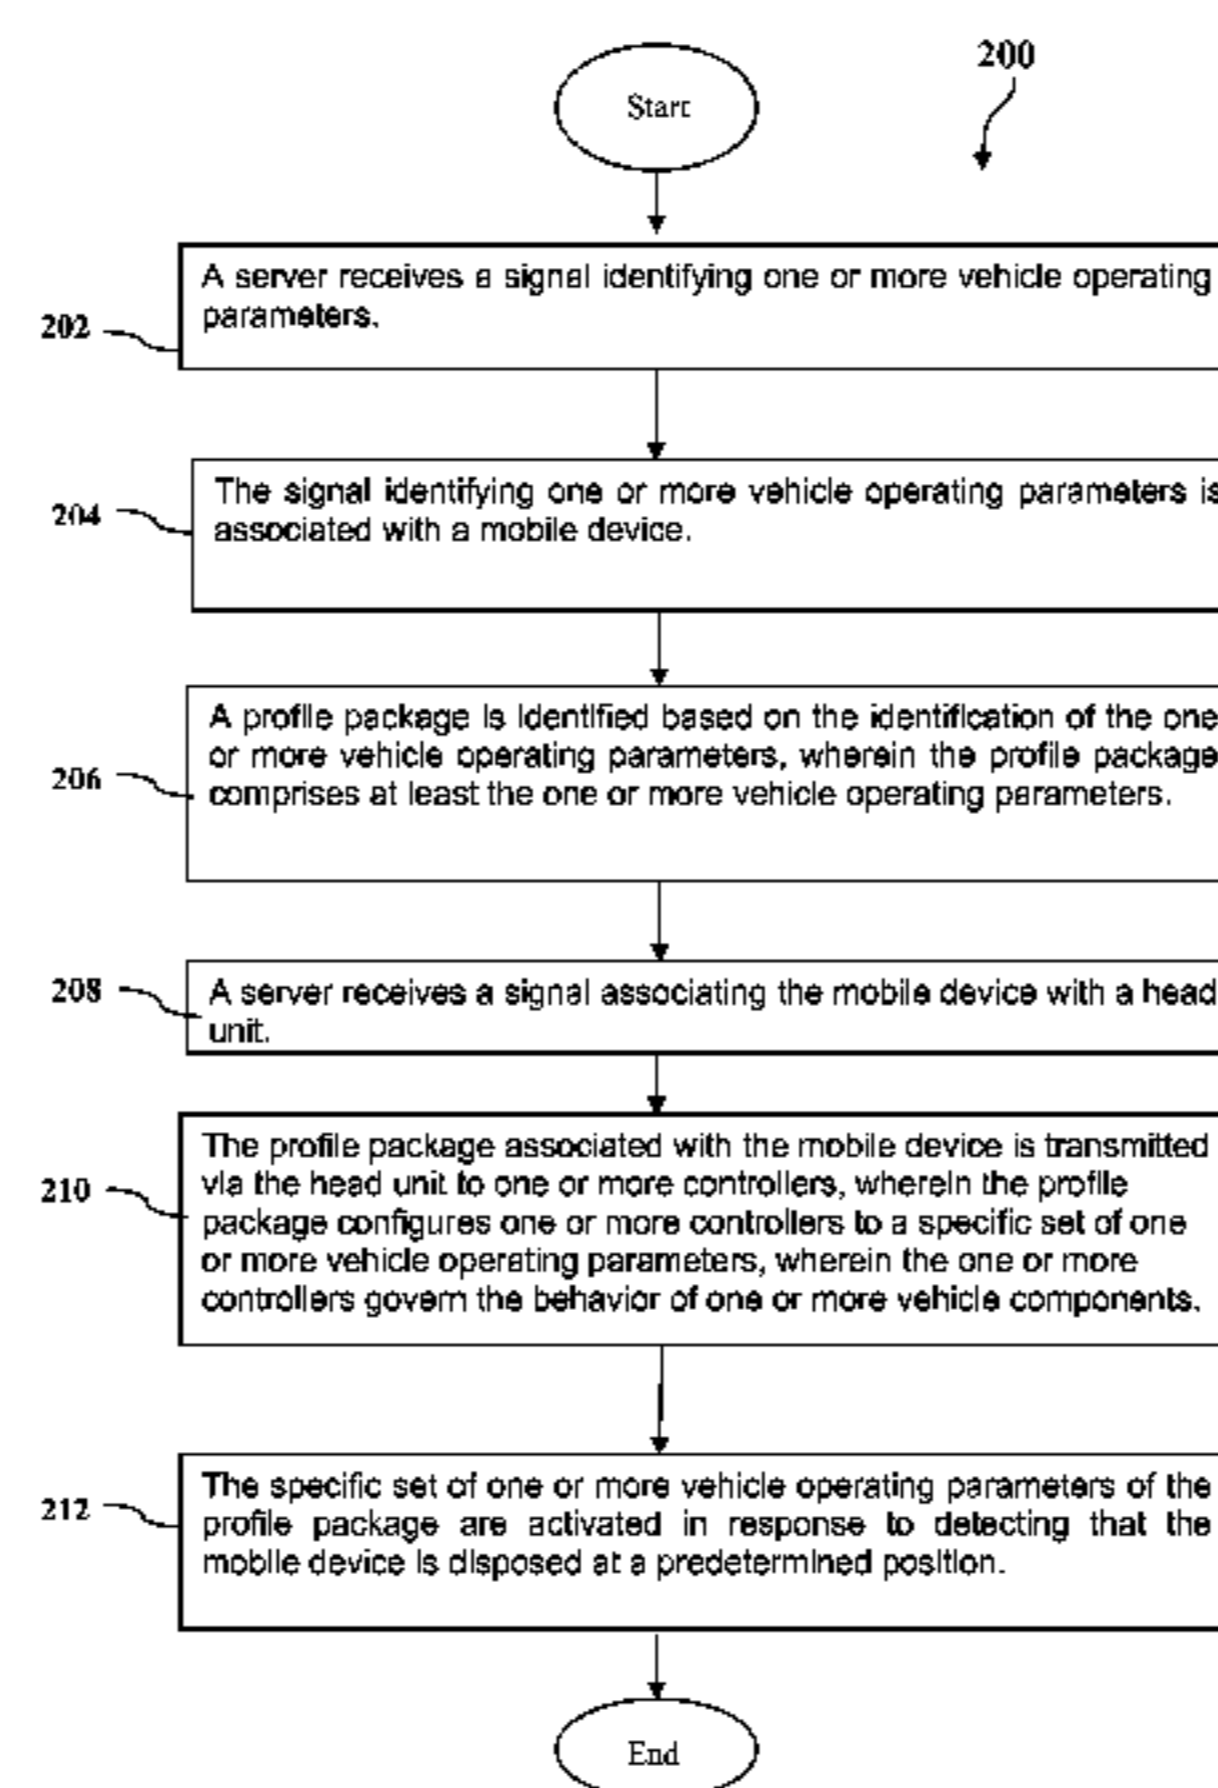 200
Start
A server receives a signal identifying one or more vehicle operating
parameters.
202
The signal identifying one or more vehicle operating parameters is
associated with a mobile device.
204
A profile package is identified based on the identification of the one
or more vehicle operating parameters, wherein the profile package
comprises at least the one or more vehicle operating parameters.
206
A server receives a signal associating the mobile device with a head
unit.
208
The profile package associated with the mobile device is transmitted
via the head unit to one or more controllers, wherein the profile
package configures one or more controllers to a specific set of one
or more vehicle operating parameters, wherein the one or more
controllers govern the behavior of one or more vehicle components.
210
The specific set of one or more vehicle operating parameters of the
profile package are activated in response to detecting that the
mobile device is disposed at a predetermined position.
212
End